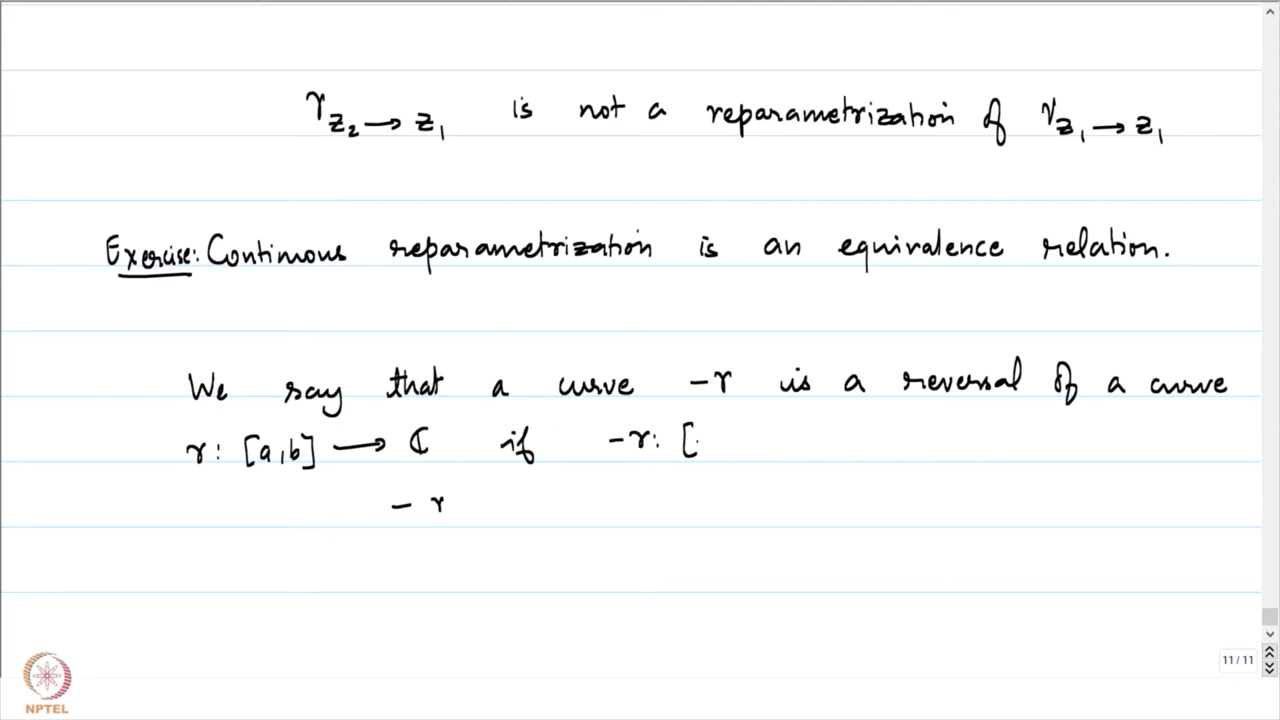 γ_{z₂ → z₁} is not a reparametrization of γ_{z₁ → z₁}
Exercise: Continuous reparametrization is an equivalence relation.
We say that a curve -γ is a reversal of a curve
γ: [a,b] → ℂ if -γ: [
- γ
11 / 11
NPTEL